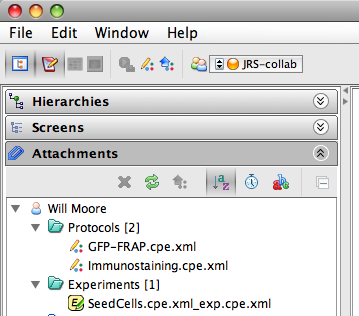 File Edit Window Help
JRS-collab
Hierarchies
Screens
Attachments
Will Moore
Protocols [2]
GFP-FRAP.cpe.xml
Immunostaining.cpe.xml
Experiments [1]
SeedCells.cpe.xml_exp.cpe.xml